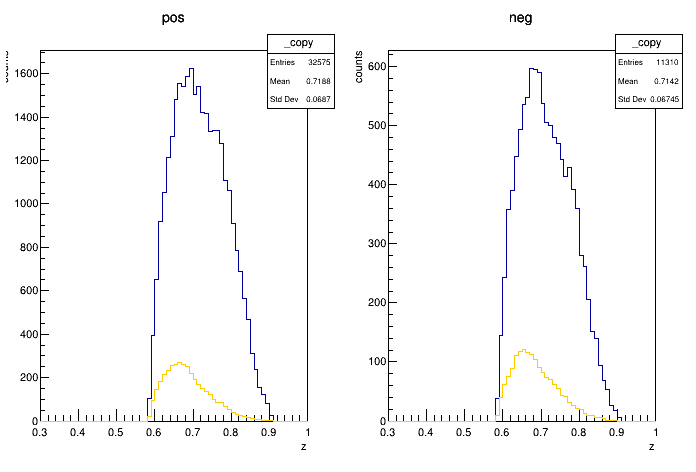 pos
_copy
Entries 32575
Mean 0.7188
Std Dev 0.0687
1600
1400
1200
1000
800
600
400
200
0
0.3 0.4 0.5 0.6 0.7 0.8 0.9 1
z
neg
counts
_copy
Entries 11310
Mean 0.7142
Std Dev 0.06745
600
500
400
300
200
100
0
0.3 0.4 0.5 0.6 0.7 0.8 0.9 1
z